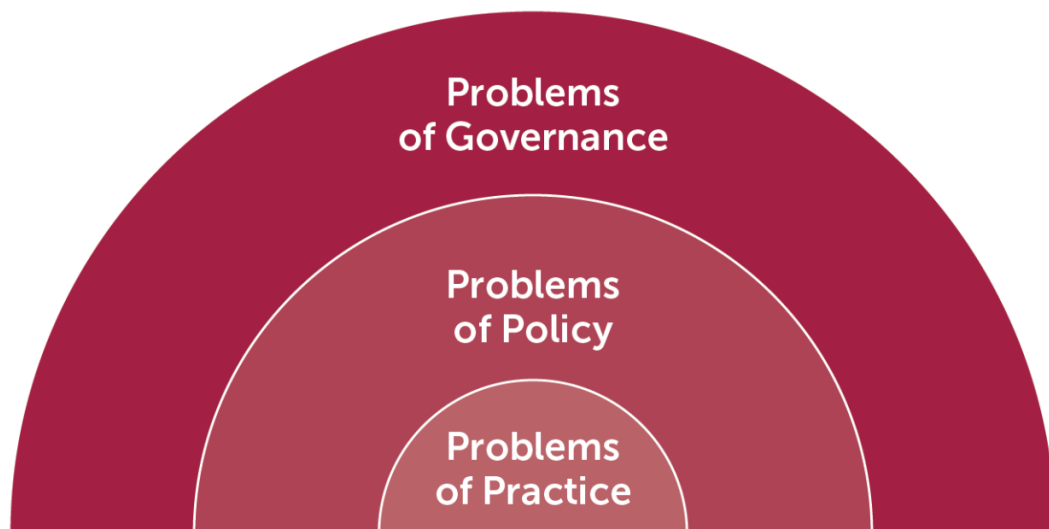 Problems
of Governance
Problems
of Policy
Problems
of Practice